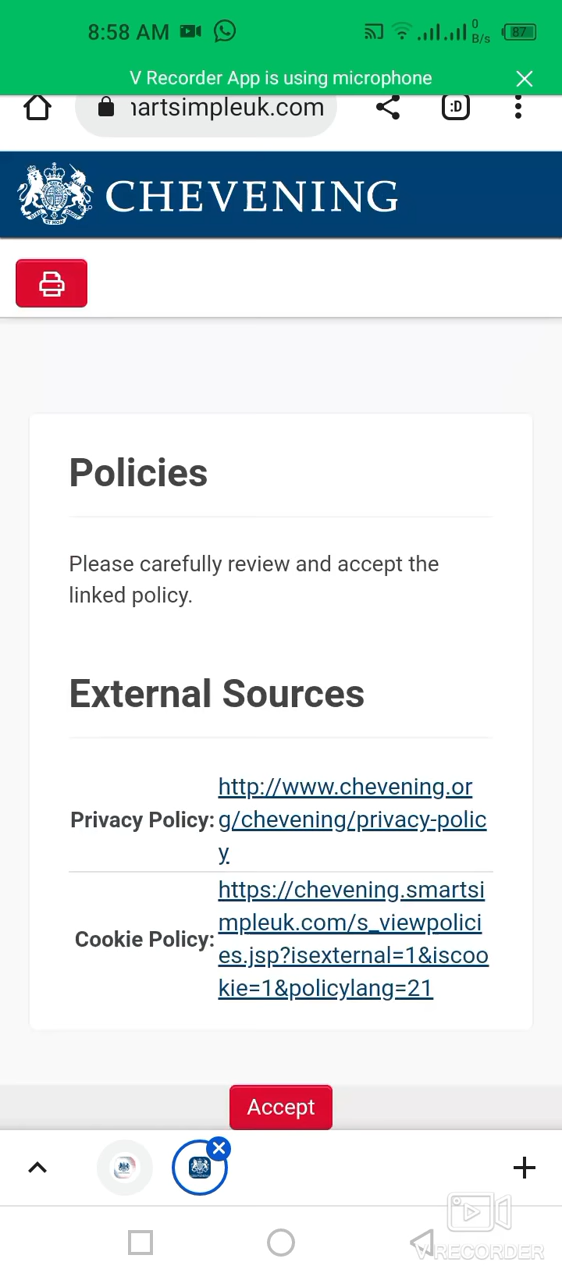 8:58 AM
0
B/s
87
V Recorder App is using microphone
nartsimpleuk.com
:D
CHEVENING
Policies
Please carefully review and accept the
linked policy.
External Sources
Privacy Policy:
http://www.chevening.or
g/chevening/privacy-polic
y
Cookie Policy:
https://chevening.smartsi
mpleuk.com/s_viewpolici
es.jsp?isexternal=1&iscoo
kie=1&policylang=21
Accept
V RECORDER